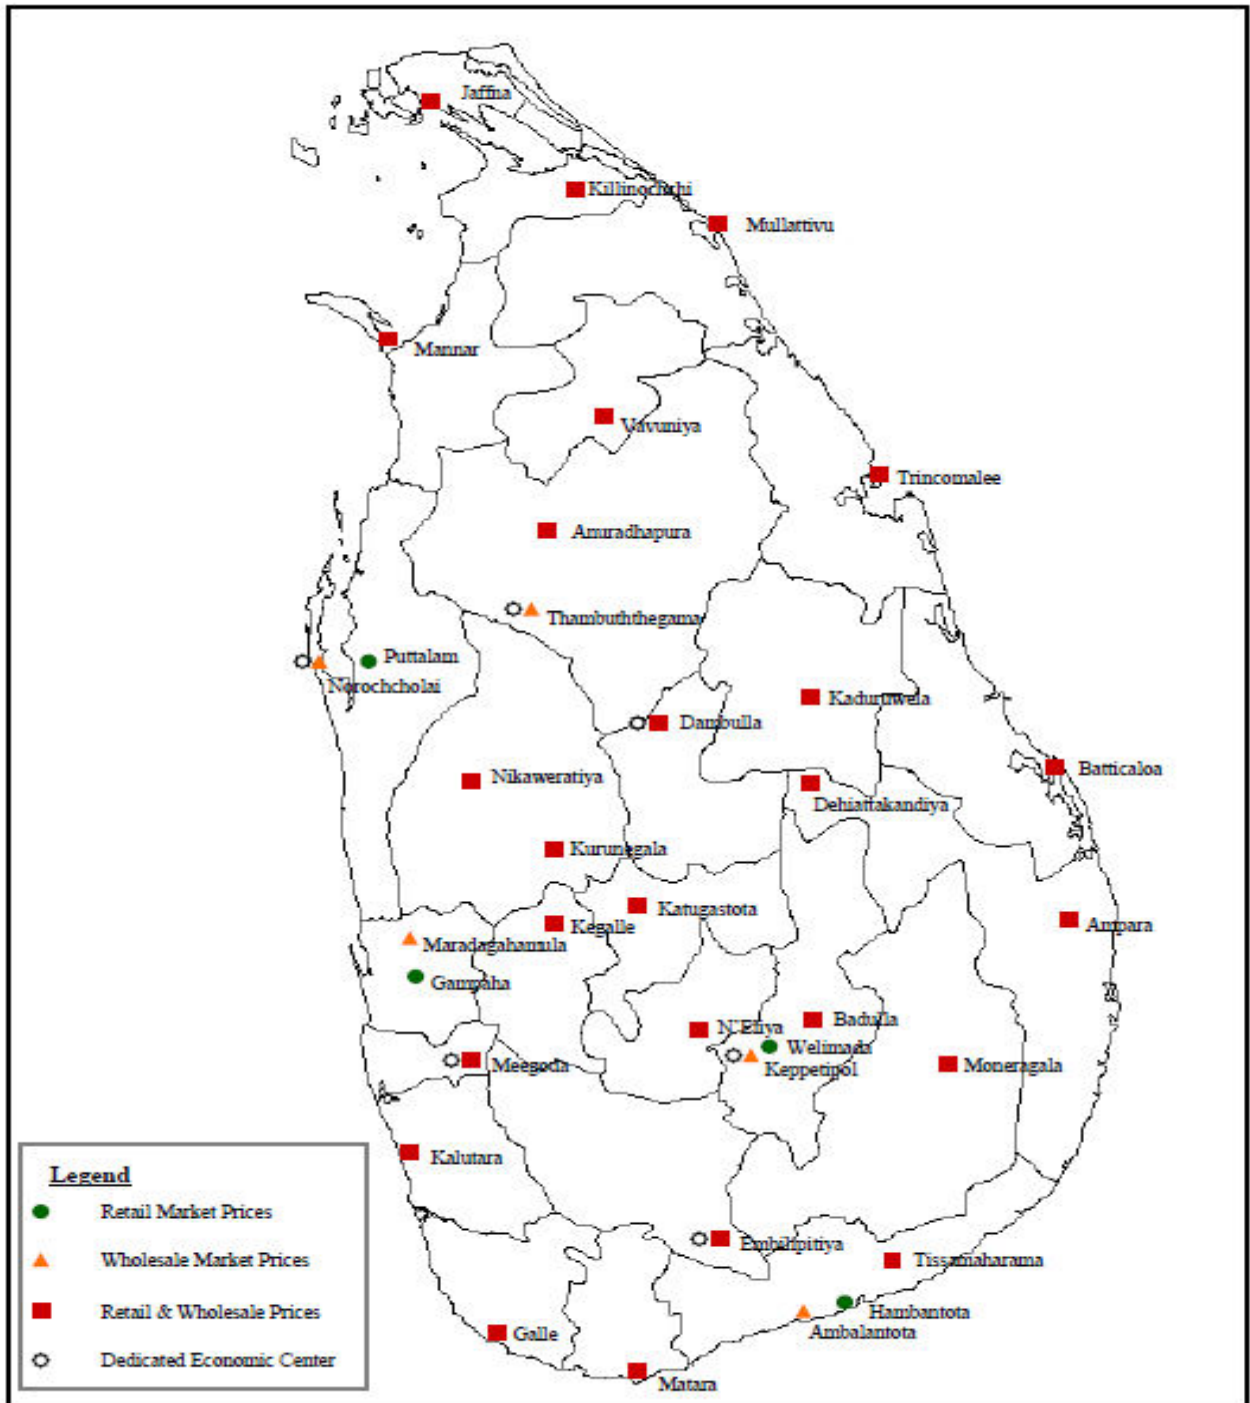 Jaffna
Killinochchi
Mullattivu
Mannar
Vavuniya
Trincomalee
Anuradhapura
Thambuththegama
Puttalam
Norochcholai
Kaduruwela
Dambulla
Batticaloa
Nikaweratiya
Dehiattakandiya
Kurunegala
Katugastota
Kegalle
Ampara
Maradagahamula
Gampaha
N'Eliya
Badulla
Welimada
Keppetipol
Moneragala
Meegoda
Kalutara
Embilipitiya
Tissamaharama
Hambantota
Ambalantota
Galle
Matara
Legend
Retail Market Prices
Wholesale Market Prices
Retail & Wholesale Prices
Dedicated Economic Center